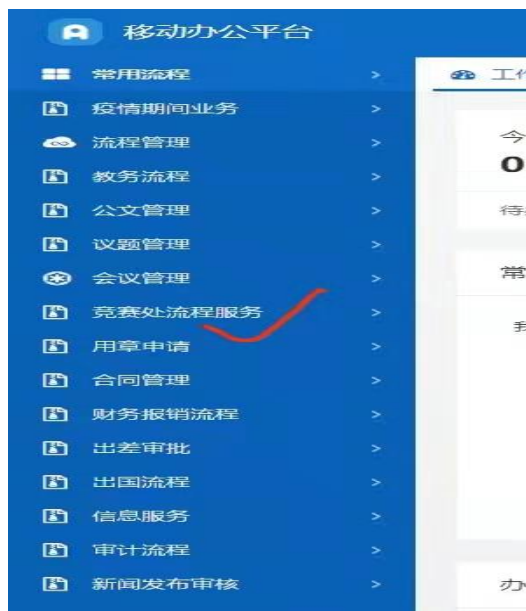 移动办公平台
常用流程 >
工作
疫情期间业务 >
流程管理 >
今
0
教务流程 >
公文管理 >
待
议题管理 >
会议管理 >
常
竞赛处流程服务 >
用章申请 >
合同管理 >
财务报销流程 >
出差审批 >
出国流程 >
信息服务 >
审计流程 >
新闻发布审核 >
办